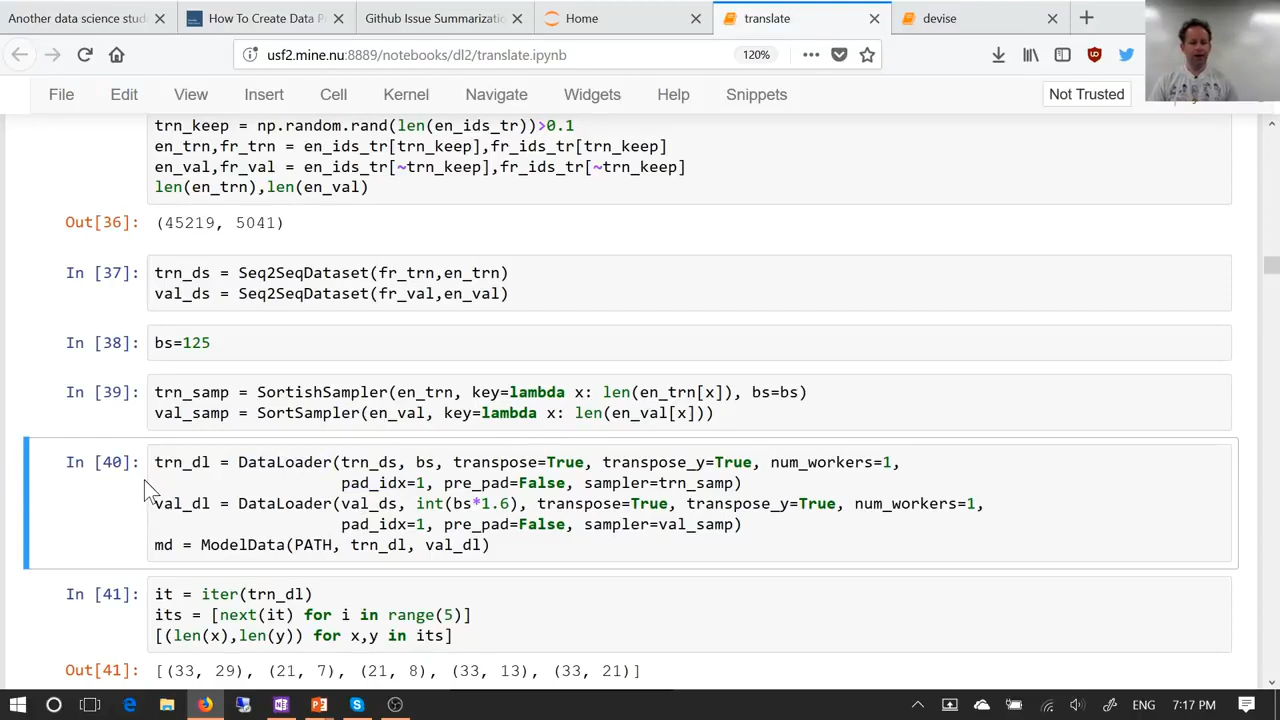 Another data science stud
How To Create Data P
Github Issue Summarizatio
Home
translate
devise
usf2.mine.nu:8889/notebooks/dl2/translate.ipynb
120%
File Edit View Insert Cell Kernel Navigate Widgets Help Snippets Not Trusted
trn_keep = np.random.rand(len(en_ids_tr))>0.1
en_trn,fr_trn = en_ids_tr[trn_keep],fr_ids_tr[trn_keep]
en_val,fr_val = en_ids_tr[~trn_keep],fr_ids_tr[~trn_keep]
len(en_trn),len(en_val)
Out[36]: (45219, 5041)
In [37]: trn_ds = Seq2SeqDataset(fr_trn,en_trn)
val_ds = Seq2SeqDataset(fr_val,en_val)
In [38]: bs=125
In [39]: trn_samp = SortishSampler(en_trn, key=lambda x: len(en_trn[x]), bs=bs)
val_samp = SortSampler(en_val, key=lambda x: len(en_val[x]))
In [40]: trn_dl = DataLoader(trn_ds, bs, transpose=True, transpose_y=True, num_workers=1,
pad_idx=1, pre_pad=False, sampler=trn_samp)
val_dl = DataLoader(val_ds, int(bs*1.6), transpose=True, transpose_y=True, num_workers=1,
pad_idx=1, pre_pad=False, sampler=val_samp)
md = ModelData(PATH, trn_dl, val_dl)
In [41]: it = iter(trn_dl)
its = [next(it) for i in range(5)]
[(len(x),len(y)) for x,y in its]
Out[41]: [(33, 29), (21, 7), (21, 8), (33, 13), (33, 21)]
ENG 7:17 PM